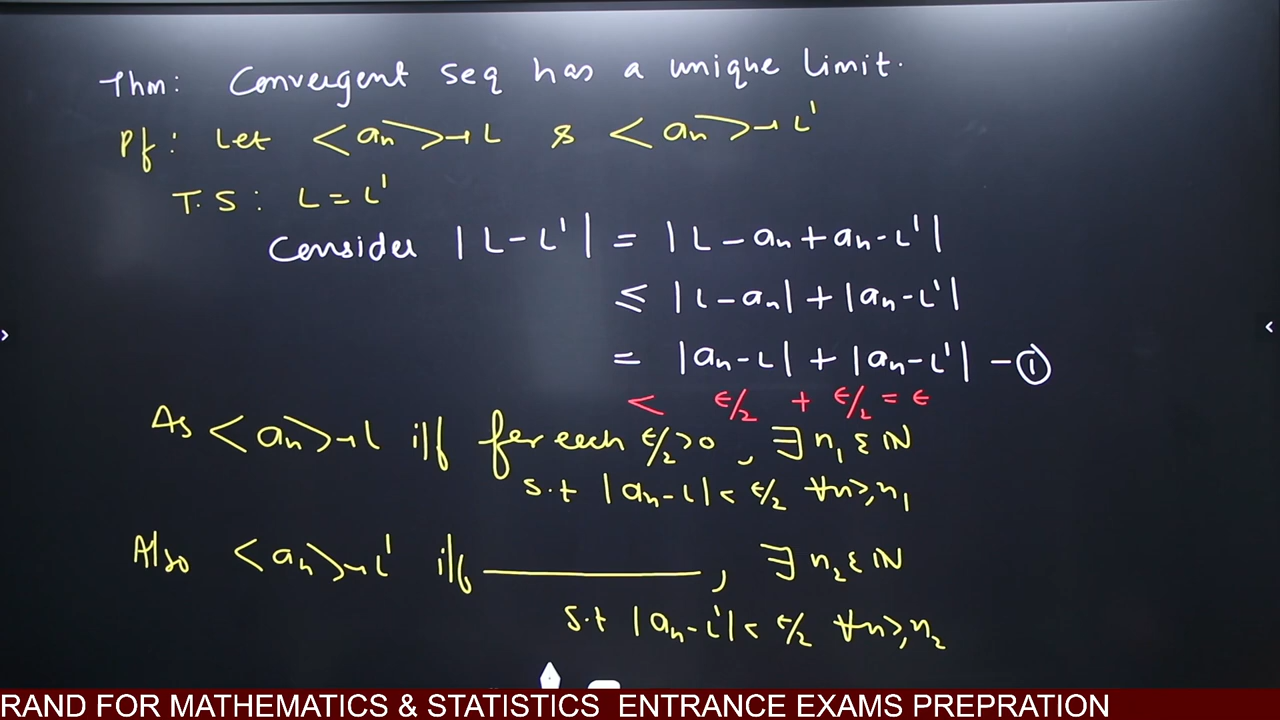 Thm: Convergent seq has a unique limit.
Pf: Let <an>→L & <an>→L'
T.S: L=L'
Consider |L-L'| = |L-an+an-L'|
≤ |L-an|+|an-L'|
= |an-L|+|an-L'| -①
< ϵ/2 + ϵ/2 = ϵ
As <an>→L iff for each ϵ/2>0, ∃ n1 ∈ ℕ
s.t |an-L|< ϵ/2 ∀n≥n1
Also <an>→L' iff ————, ∃ n2 ∈ ℕ
s.t |an-L'|< ϵ/2 ∀n≥n2
RAND FOR MATHEMATICS & STATISTICS ENTRANCE EXAMS PREPRATION